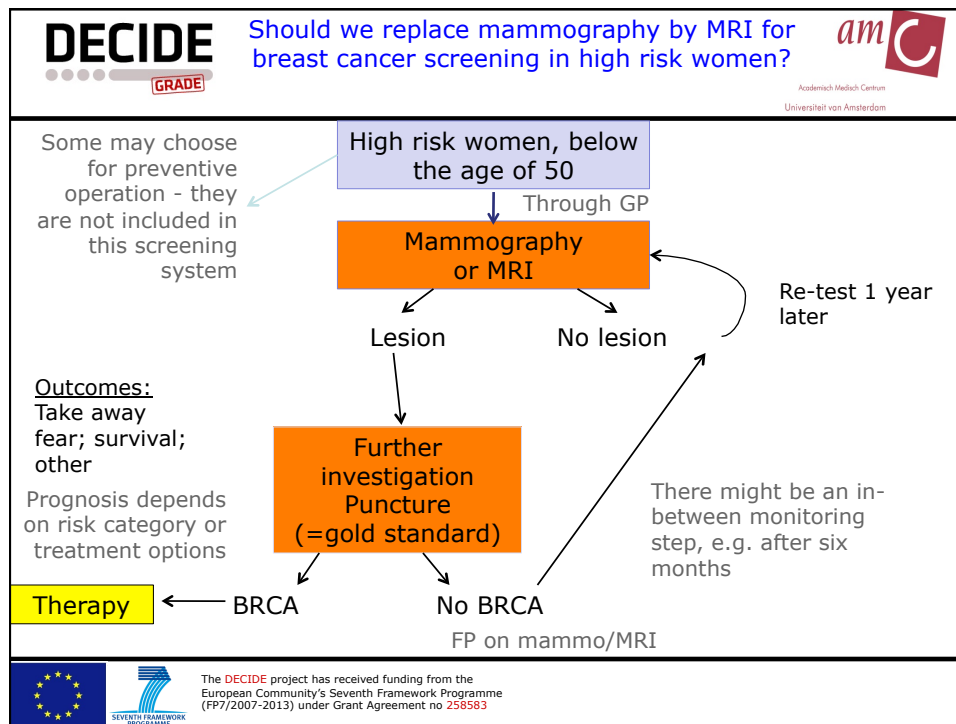 DECIDE
GRADE
Should we replace mammography by MRI for
breast cancer screening in high risk women?
amC
Academisch Medisch Centrum
Universiteit van Amsterdam
Some may choose
for preventive
operation - they
are not included in
this screening
system
High risk women, below
the age of 50
Through GP
Mammography
or MRI
Re-test 1 year
later
Lesion
No lesion
Outcomes:
Take away
fear; survival;
other
Prognosis depends
on risk category or
treatment options
Further
investigation
Puncture
(=gold standard)
There might be an in-
between monitoring
step, e.g. after six
months
Therapy
BRCA
No BRCA
FP on mammo/MRI
SEVENTH FRAMEWORK
PROGRAMME
The DECIDE project has received funding from the
European Community’s Seventh Framework Programme
(FP7/2007-2013) under Grant Agreement no 258583